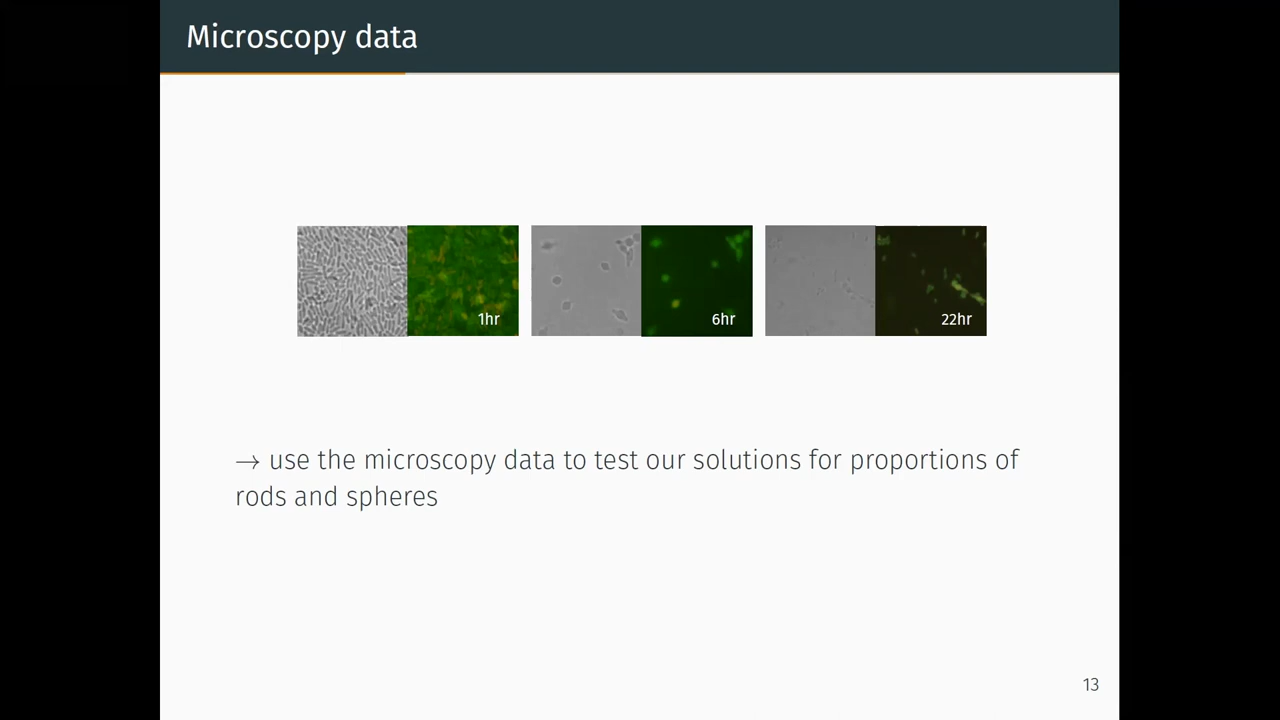 Microscopy data
1hr
6hr
22hr
→ use the microscopy data to test our solutions for proportions of
rods and spheres
13